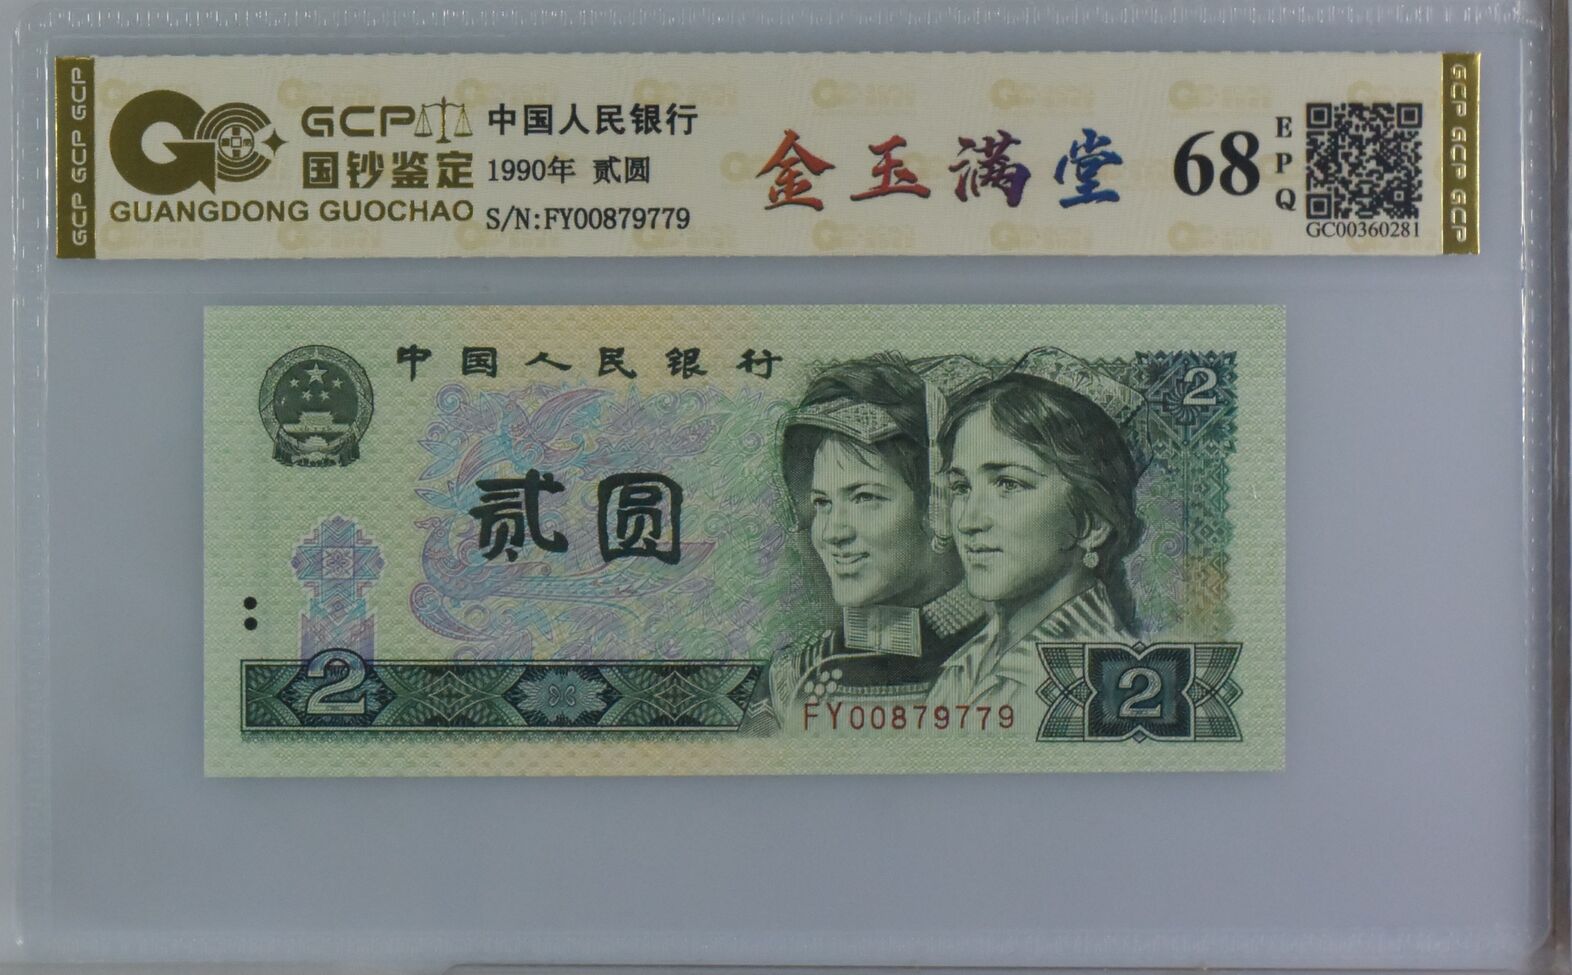 GCP GCP GCP
GCP
国钞鉴定
GUANGDONG GUOCHAO
中国人民银行
1990年 贰圆
S/N:FY00879779
金玉满堂
68
EPQ
GC00360281
GCP GCP GCP
中国人民银行
2
贰圆
2
FY00879779
2